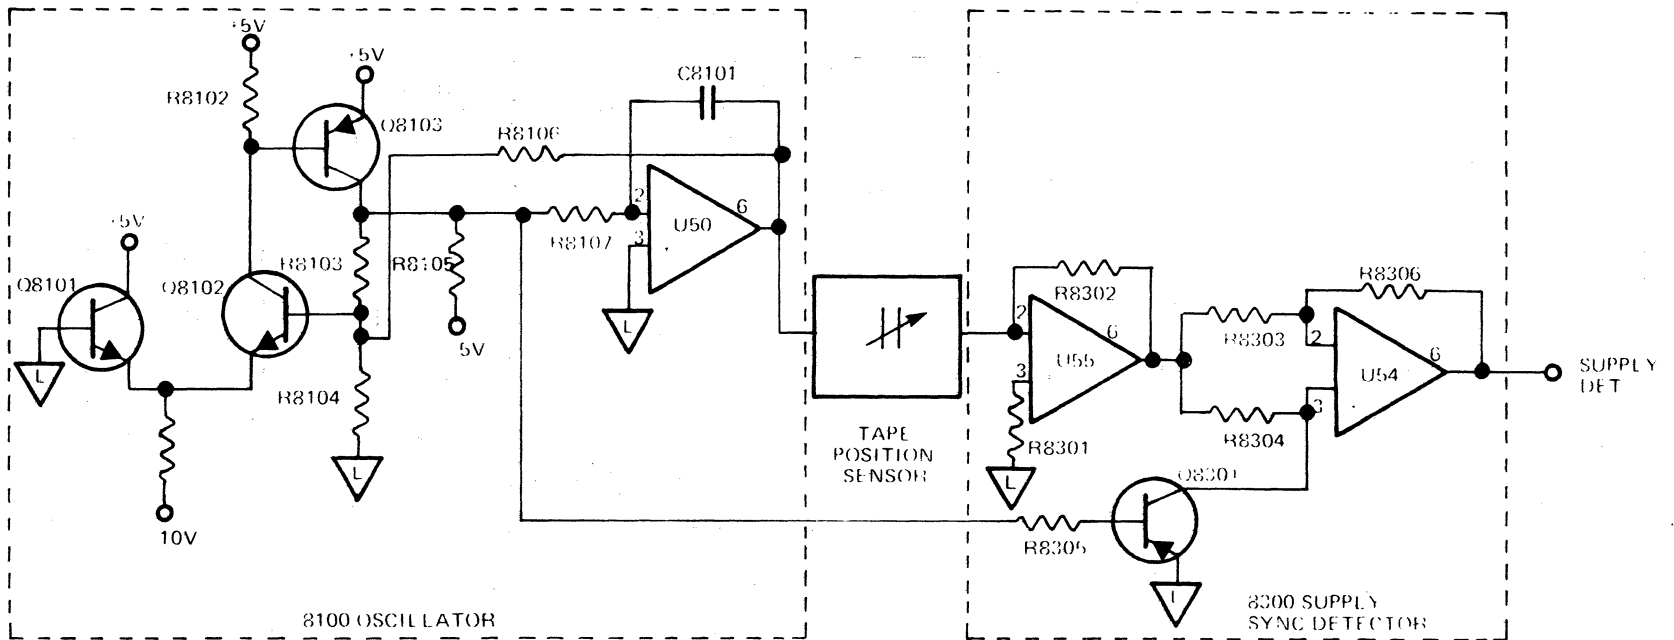 +5V
+5V
C8101
R8102
Q8103
R8106
2
6
U50
3
R8107
+5V
R8103
R8105
Q8101
Q8102
5V
L
L
R8104
L
10V
8100 OSCILLATOR
TAPE
POSITION
SENSOR
R8302
2
6
U55
3
R8301
L
R8303
R8304
R8306
2
6
U54
3
SUPPLY
DET
Q8301
R8305
8300 SUPPLY
SYNC DETECTOR